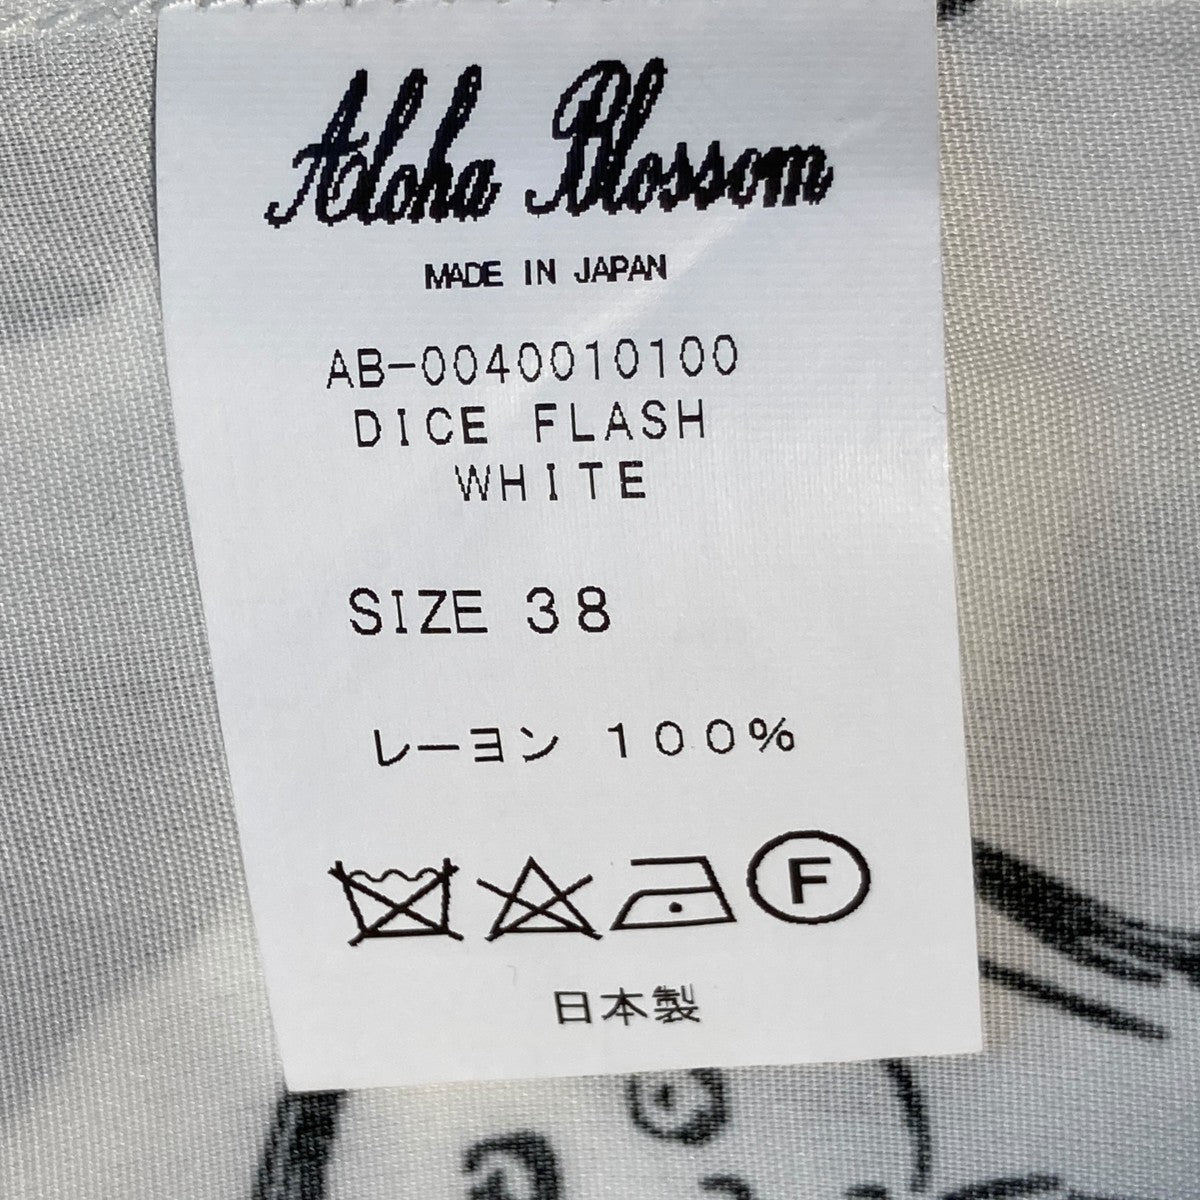 Aloha Blossom
MADE IN JAPAN
AB-0040010100
DICE FLASH
WHITE
SIZE 38
レーヨン 100%
F
日本製